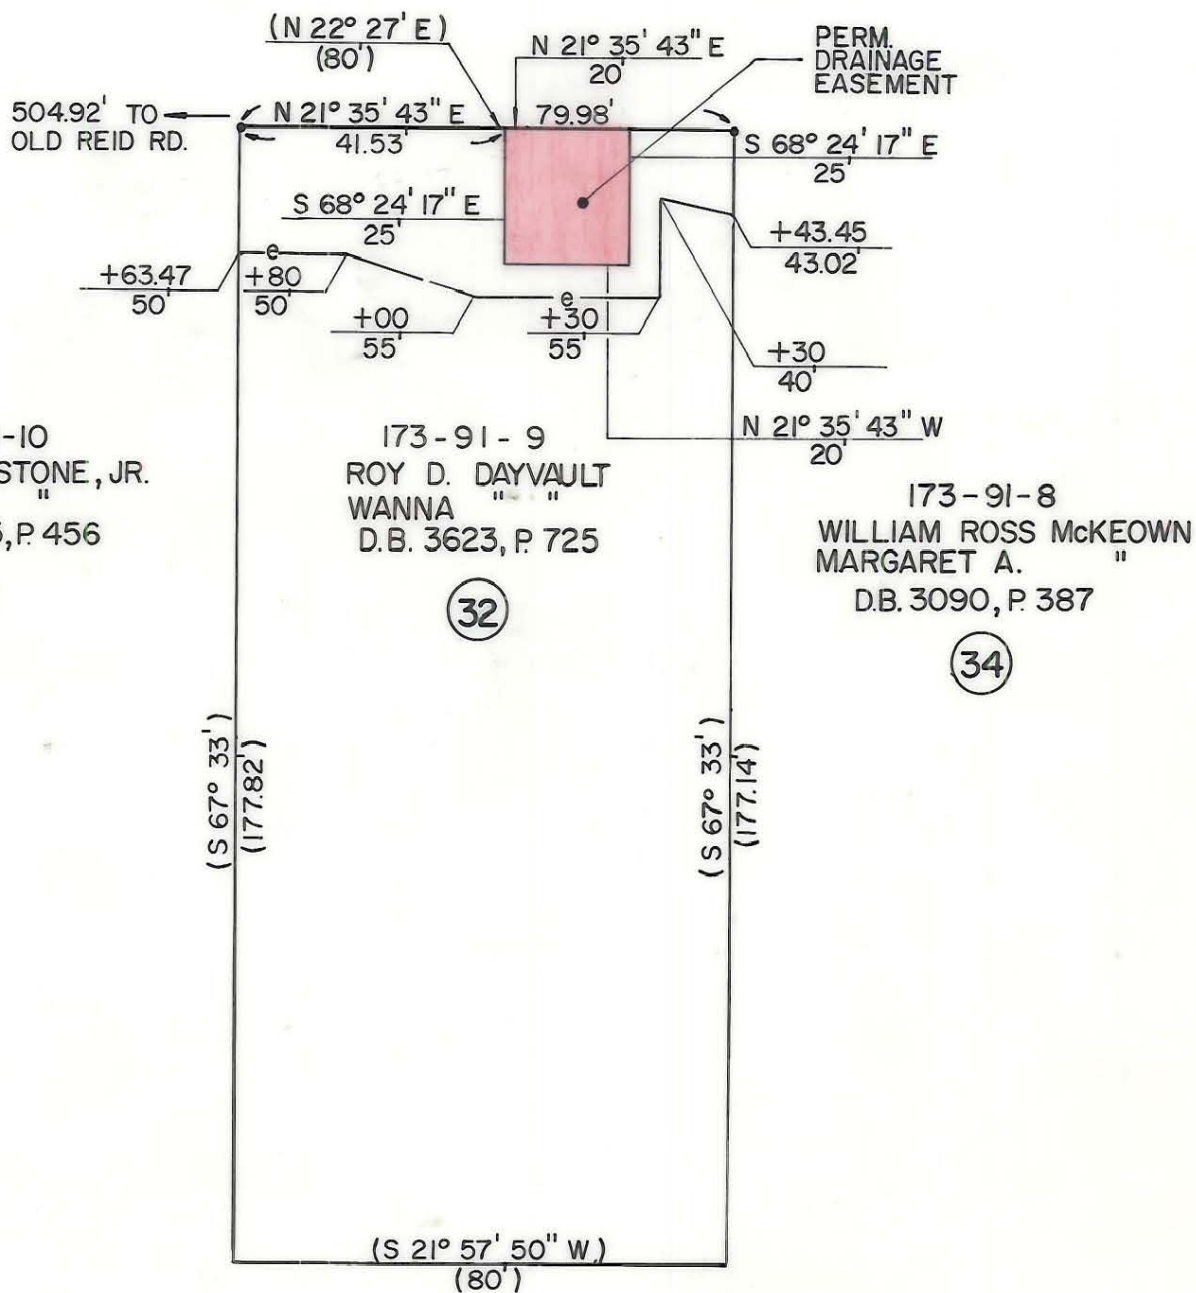 (N 22° 27' E)
(80')
N 21° 35' 43" E
20'
PERM.
DRAINAGE
EASEMENT
504.92' TO
OLD REID RD.
N 21° 35' 43" E
41.53'
79.98'
S 68° 24' 17" E
25'
S 68° 24' 17" E
25'
+43.45
43.02'
+63.47
50'
e
+80
50'
+00
55'
e
+30
55'
+30
40'
N 21° 35' 43" W
20'
-10
STONE, JR.
"
, P. 456
173-91-9
ROY D. DAYVAULT
WANNA " "
D.B. 3623, P. 725
32
173-91-8
WILLIAM ROSS McKEOWN
MARGARET A. "
D.B. 3090, P. 387
34
(S 67° 33')
(177.82')
(S 67° 33')
(177.14')
(S 21° 57' 50" W)
(80')